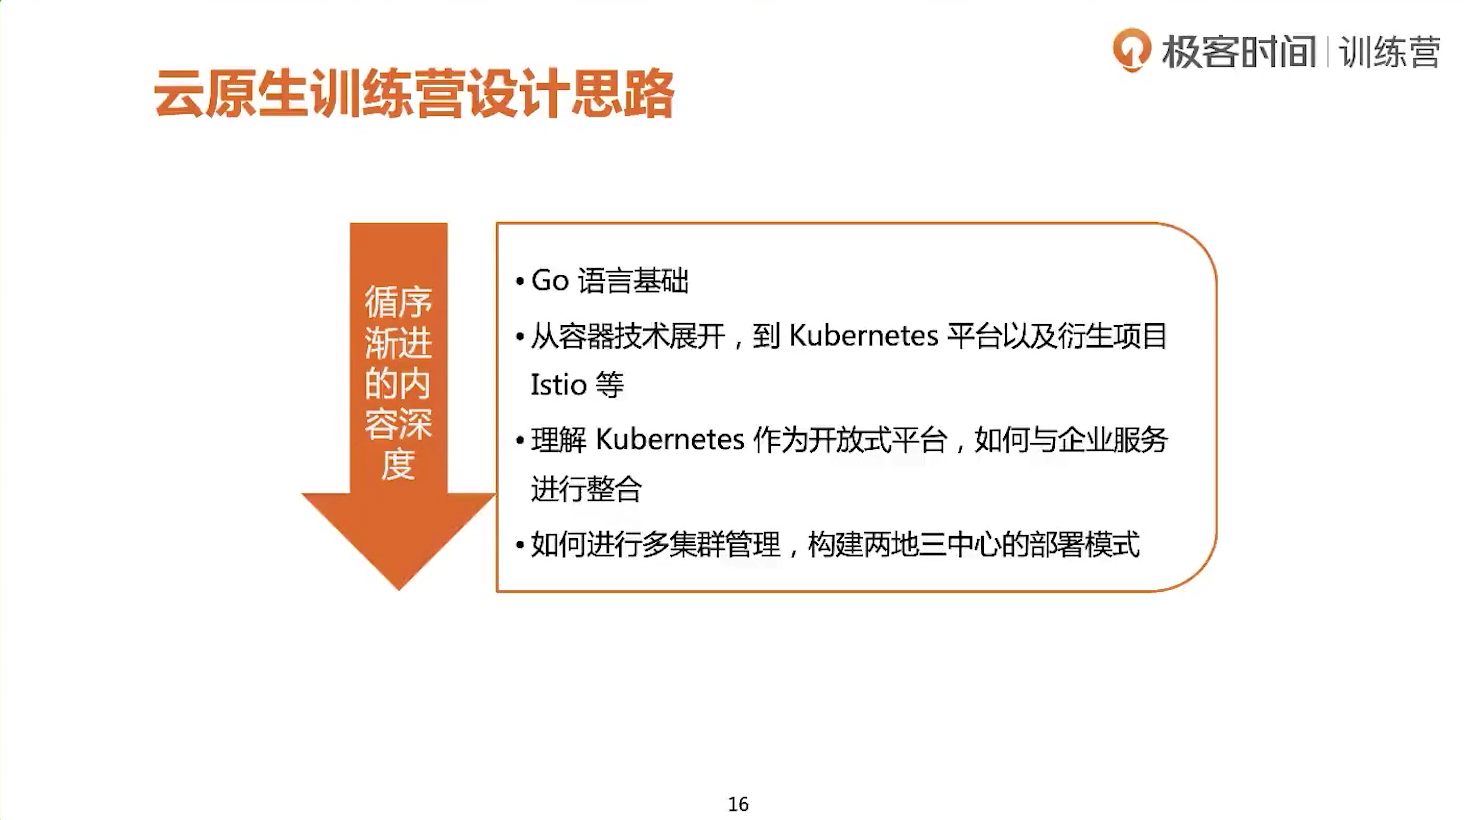 极客时间 | 训练营
云原生训练营设计思路
循序
渐进
的内
容深
度
• Go 语言基础
• 从容器技术展开，到 Kubernetes 平台以及衍生项目
Istio 等
• 理解 Kubernetes 作为开放式平台，如何与企业服务
进行整合
• 如何进行多集群管理，构建两地三中心的部署模式
16